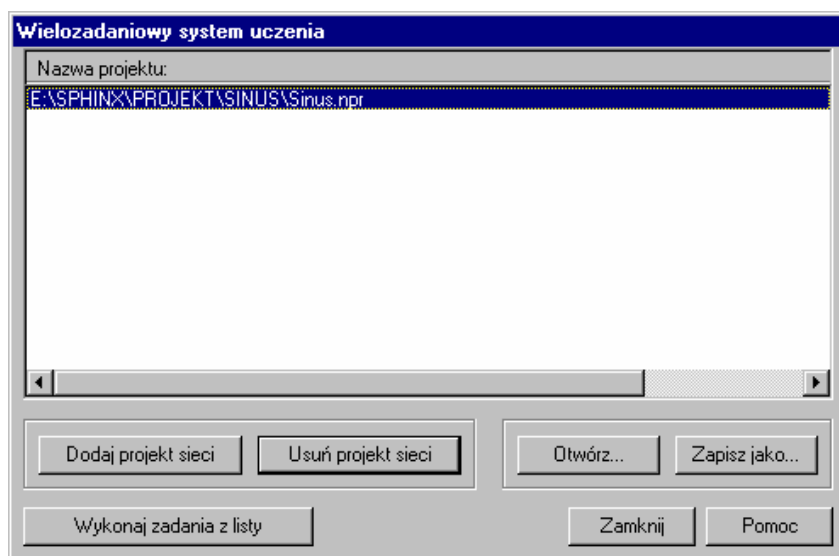 Wielozadaniowy system uczenia
Nazwa projektu:
E:\SPHINX\PROJEKT\SINUS\Sinus.npr
Dodaj projekt sieci Usuń projekt sieci Otwórz... Zapisz jako...
Wykonaj zadania z listy Zamknij Pomoc